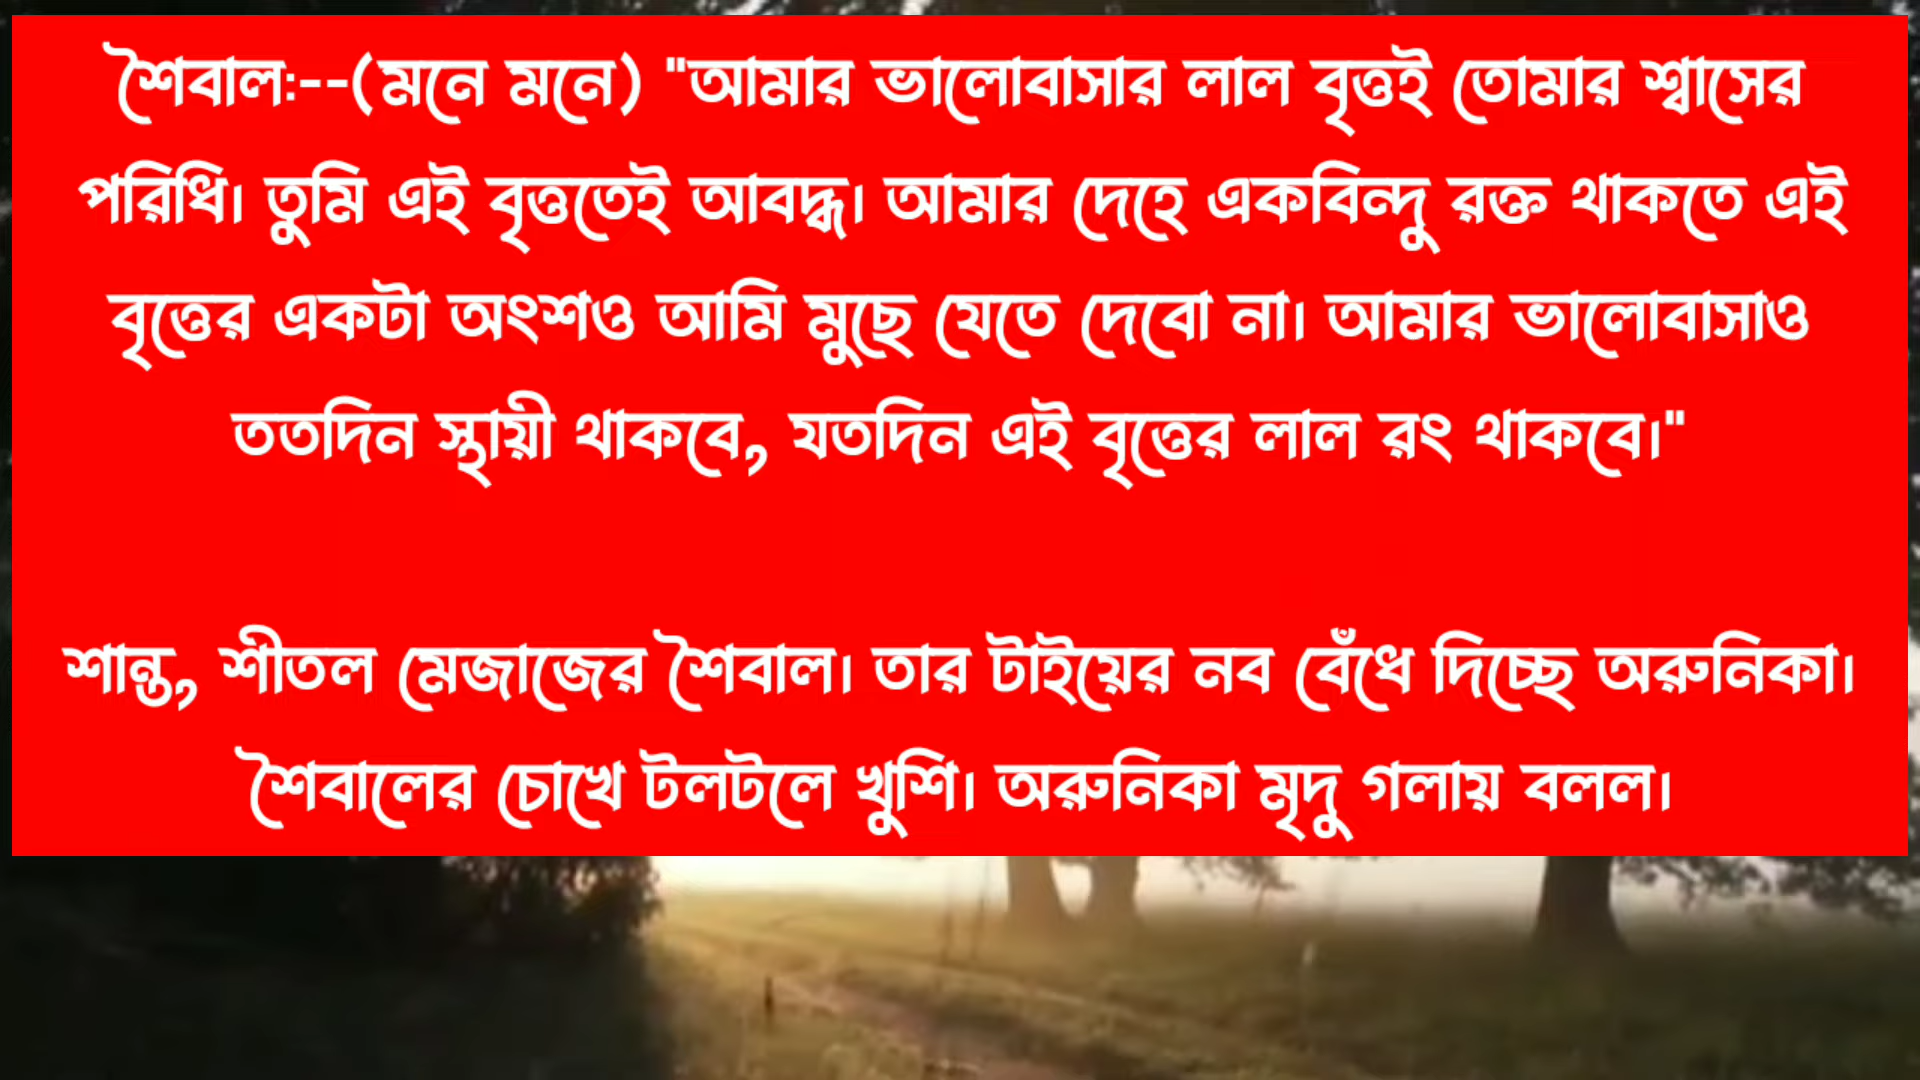 শৈবাল:--(মনে মনে) "আমার ভালোবাসার লাল বৃত্তই তোমার শ্বাসের
পরিধি। তুমি এই বৃত্ততেই আবদ্ধ। আমার দেহে একবিন্দু রক্ত থাকতে এই
বৃত্তের একটা অংশও আমি মুছে যেতে দেবো না। আমার ভালোবাসাও
ততদিন স্থায়ী থাকবে, যতদিন এই বৃত্তের লাল রং থাকবে।"
শান্ত, শীতল মেজাজের শৈবাল। তার টাইয়ের নব বেঁধে দিচ্ছে অরুনিকা।
শৈবালের চোখে টলটলে খুশি। অরুনিকা মৃদু গলায় বলল।